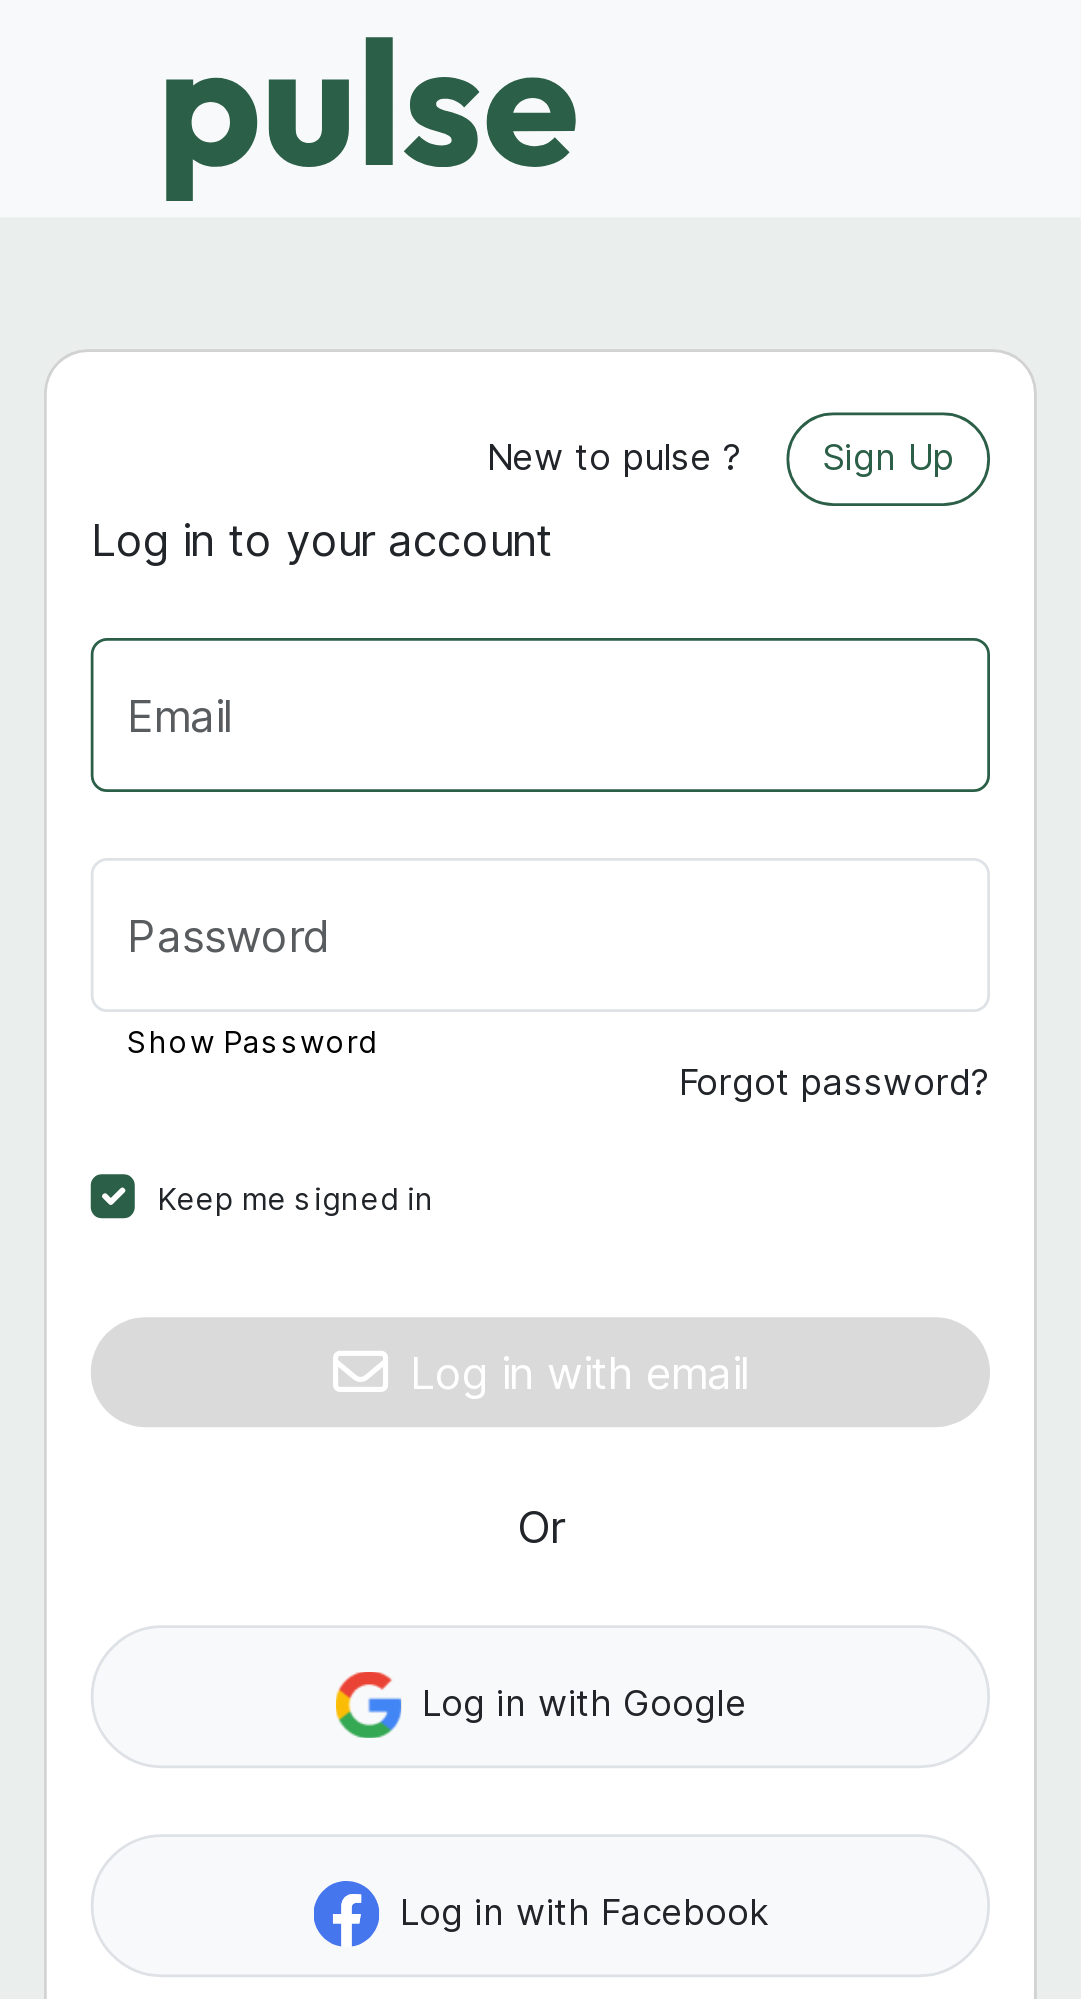 pulse
New to pulse ?
Sign Up
Log in to your account
Email
Password
Show Password
Forgot password?
Keep me signed in
Log in with email
Or
Log in with Google
Log in with Facebook